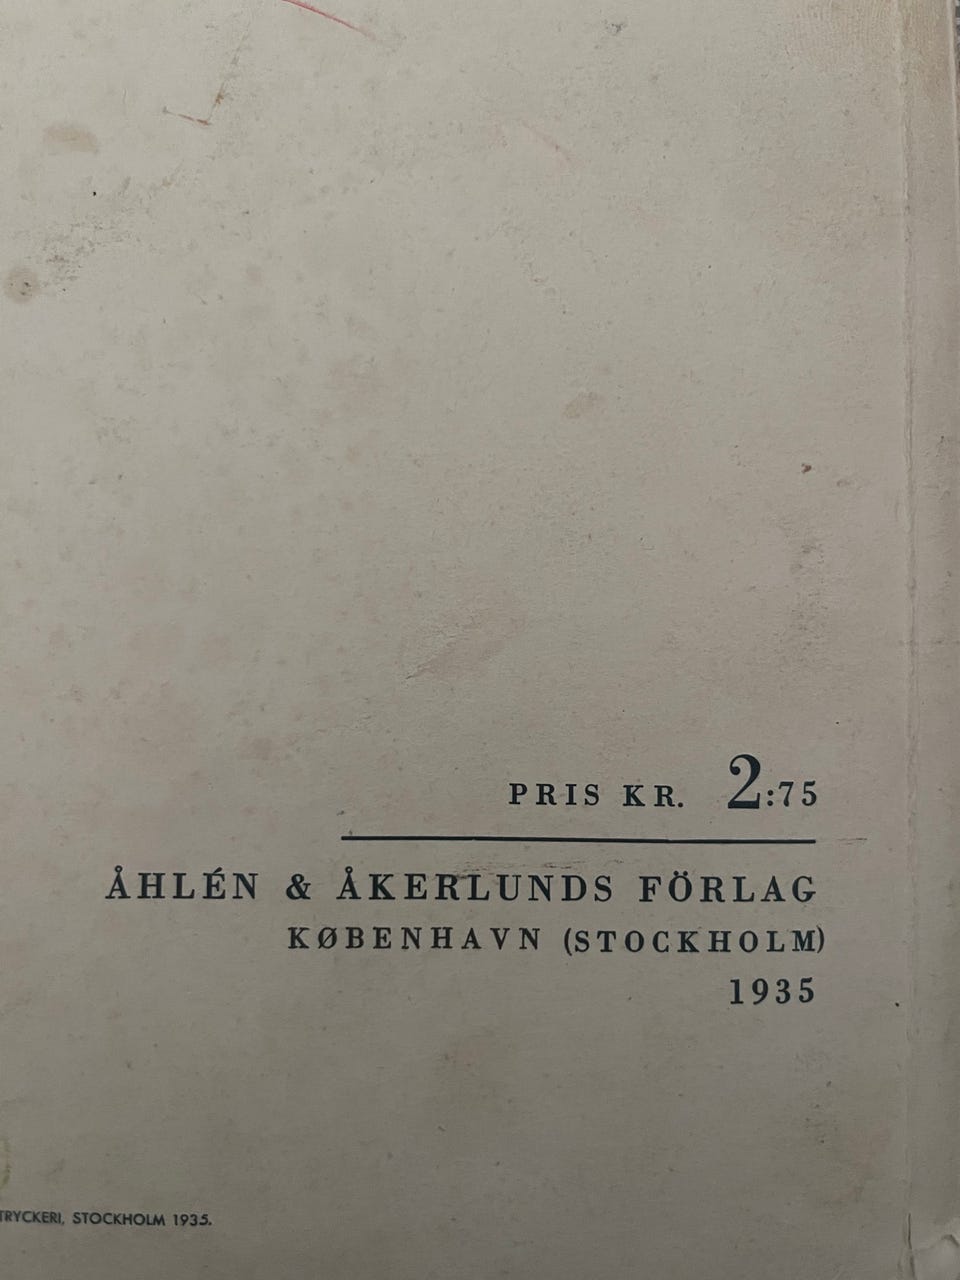 PRIS KR. 2:75
ÅHLÉN & ÅKERLUNDS FÖRLAG
KØBENHAVN (STOCKHOLM)
1935
TRYCKERI, STOCKHOLM 1935.